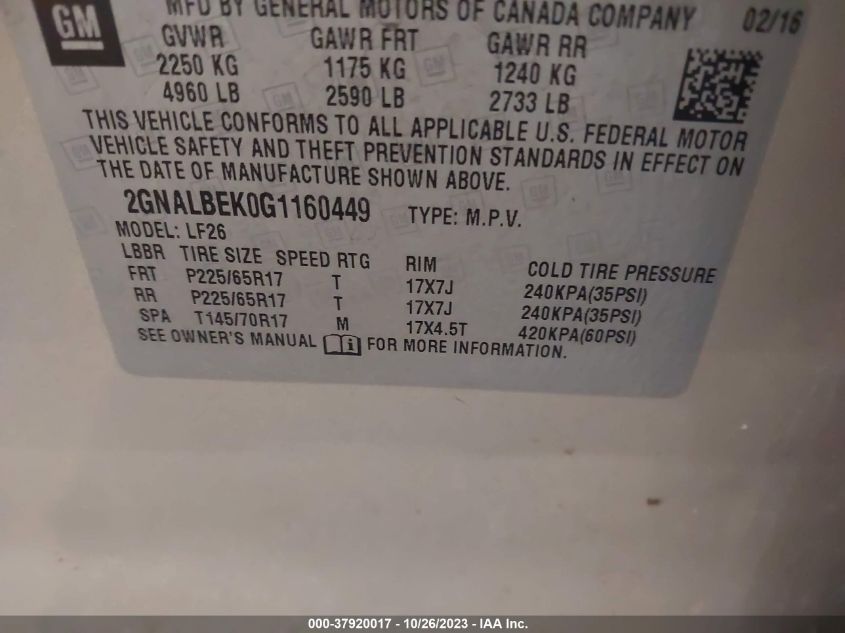 GM
MFD BY GENERAL MOTORS OF CANADA COMPANY 02/16
GVWR GAWR FRT GAWR RR
2250 KG 1175 KG 1240 KG
4960 LB 2590 LB 2733 LB
THIS VEHICLE CONFORMS TO ALL APPLICABLE U.S. FEDERAL MOTOR
VEHICLE SAFETY AND THEFT PREVENTION STANDARDS IN EFFECT ON
THE DATE OF MANUFACTURE SHOWN ABOVE.
2GNALBEK0G1160449 TYPE: M.P.V.
MODEL: LF26
LBBR TIRE SIZE SPEED RTG RIM COLD TIRE PRESSURE
FRT P225/65R17 T 17X7J 240KPA(35PSI)
RR P225/65R17 T 17X7J 240KPA(35PSI)
SPA T145/70R17 M 17X4.5T 420KPA(60PSI)
SEE OWNER'S MANUAL FOR MORE INFORMATION.
000-37920017 - 10/26/2023 - IAA Inc.